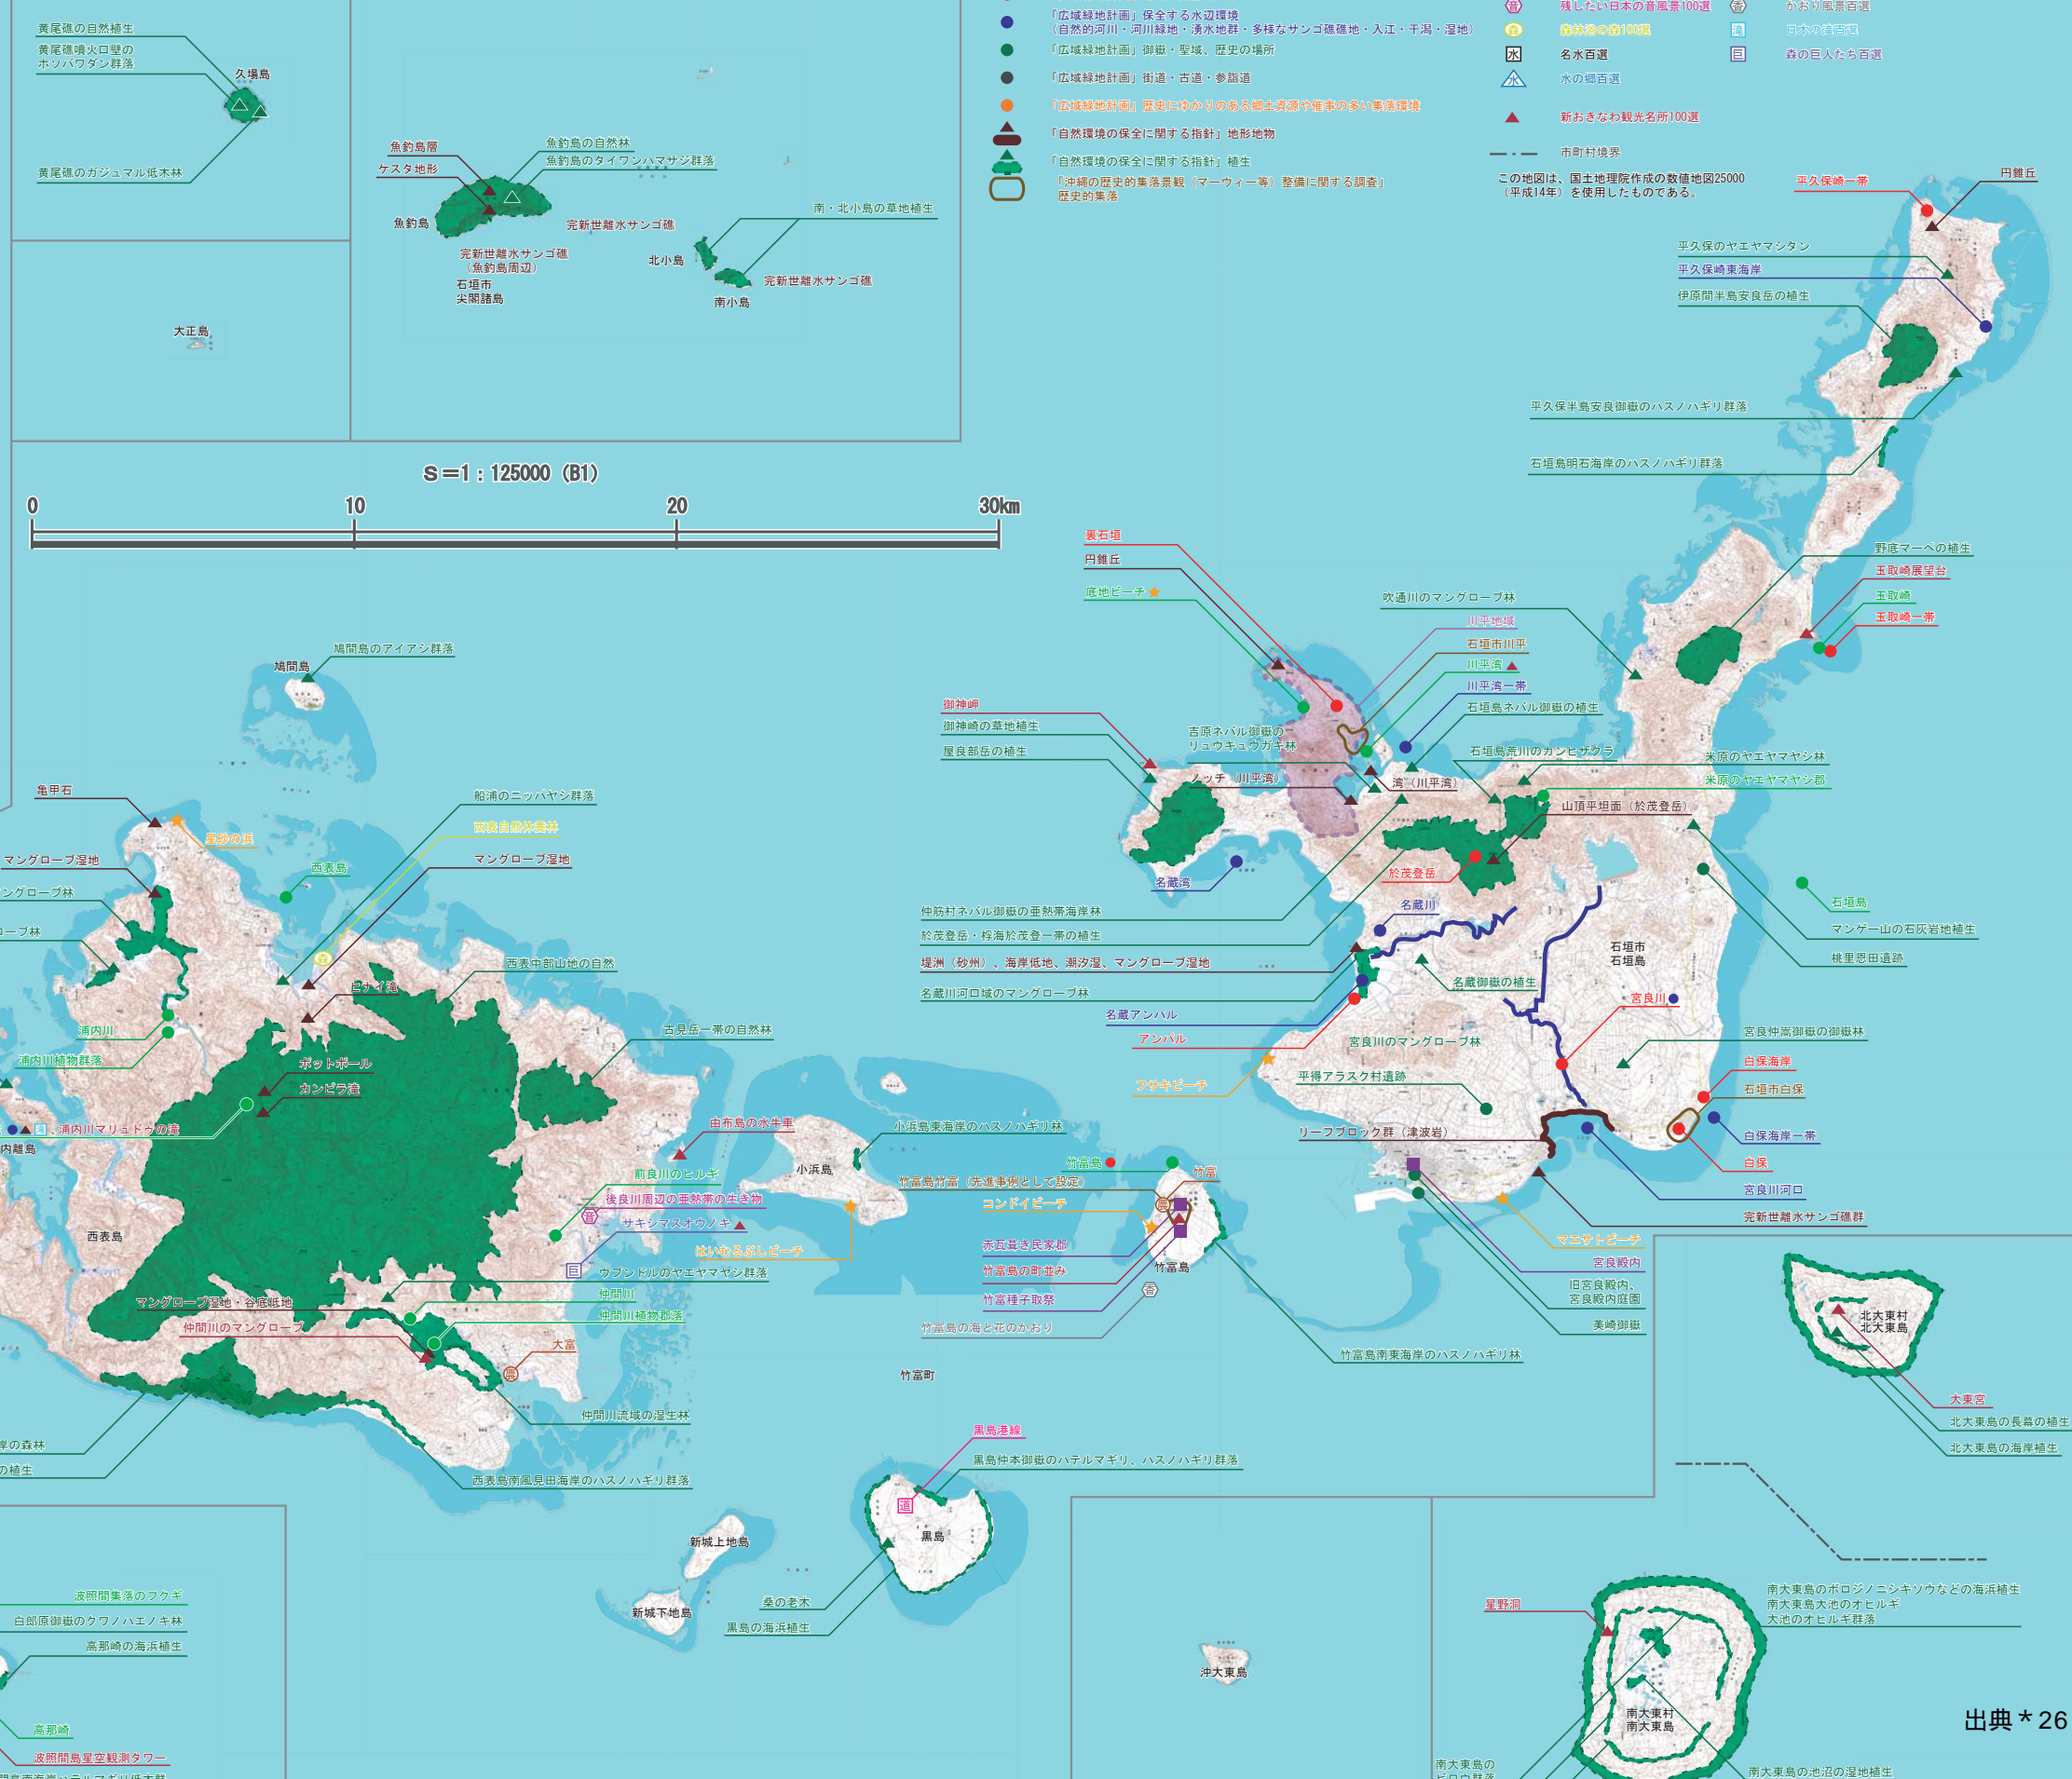 黄尾礁の自然植生
黄尾礁噴火口壁の
ホソバワダン群落
久場島
黄尾礁のガジュマル低木林
魚釣島層
ケスタ地形
魚釣島の自然林
魚釣島のタイワンハマサジ群落
魚釣島
完新世離水サンゴ礁
完新世離水サンゴ礁
（魚釣島周辺）
石垣市
尖閣諸島
南・北小島の草地植生
北小島
南小島
完新世離水サンゴ礁
大正島
「広域緑地計画」保全する水辺環境
（自然的河川・河川緑地・湧水地群・多様なサンゴ礁礁地・入江・干潟・湿地）
「広域緑地計画」御嶽・聖域、歴史の場所
「広域緑地計画」街道・古道・参詣道
「広域緑地計画」歴史にゆかりのある郷土資源や催事の多い集落環境
「自然環境の保全に関する指針」地形地物
「自然環境の保全に関する指針」植生
「沖縄の歴史的集落景観（マーウィー等）整備に関する調査」
歴史的集落
音 残したい日本の音風景100選
香 かおり風景百選
森 森林浴の森100選
滝 日本の滝百選
水 名水百選
巨 森の巨人たち百選
水 水の郷百選
新おきなわ観光名所100選
市町村境界
この地図は、国土地理院作成の数値地図25000
（平成14年）を使用したものである。
S＝1：125000（B1）
0 10 20 30km
平久保崎一帯
円錐丘
平久保のヤエヤマシタン
平久保崎東海岸
伊原間半島安良岳の植生
平久保半島安良御嶽のハスノハギリ群落
石垣島明石海岸のハスノハギリ群落
野底マーペの植生
玉取崎展望台
玉取崎
玉取崎一帯
裏石垣
円錐丘
底地ビーチ
吹通川のマングローブ林
川平地域
石垣市川平
川平湾
川平湾一帯
石垣島ネバル御嶽の植生
御神岬
御神崎の草地植生
屋良部岳の植生
吉原ネバル御嶽の
リュウキュウガキ林
ノッチ（川平湾）
湾（川平湾）
石垣島荒川のカンヒザクラ
米原のヤエヤマヤシ林
米原のヤエヤマヤシ郡
山頂平坦面（於茂登岳）
於茂登岳
名蔵湾
名蔵川
仲筋村ネバル御嶽の亜熱帯海岸林
於茂登岳・桴海於茂登一帯の植生
堤洲（砂州）、海岸低地、潮汐湿、マングローブ湿地
名蔵川河口域のマングローブ林
名蔵アンパル
アンパル
名蔵御嶽の植生
石垣市
石垣島
石垣島
マンゲー山の石灰岩地植生
桃里恩田遺跡
宮良川
宮良仲嵩御嶽の御嶽林
宮良川のマングローブ林
平得アラスク村遺跡
フサキビーチ
リーフブロック群（津波岩）
白保海岸
石垣市白保
白保海岸一帯
白保
宮良川河口
完新世離水サンゴ礁群
マエサトビーチ
宮良殿内
旧宮良殿内、
宮良殿内庭園
美崎御嶽
鳩間島
鳩間島のアイアシ群落
亀甲石
星砂の浜
マングローブ湿地
ングローブ林
ローブ林
西表島
船浦のニッパヤシ群落
西表自然休養林
マングローブ湿地
森
ヒナイ滝
西表中部山地の自然
古見岳一帯の自然林
浦内川
浦内川植物群落
ポットホール
カンピラ滝
滝、浦内川マリュドゥの滝
内離島
西表島
由布島の水牛車
前良川のヒルギ
音 後良川周辺の亜熱帯の生き物
サキシマスオウノキ
巨
はいむるぶしビーチ
小浜島
小浜島東海岸のハスノハギリ林
ウブンドルのヤエヤマヤシ群落
仲間川
仲間川植物郡落
マングローブ湿地・谷底低地
仲間川のマングローブ
大富
農
仲間川流域の湿生林
岸の森林
の植生
西表島南風見田海岸のハスノハギリ群落
竹富島
竹富
竹富島竹富（先進事例として設定）
農
コンドイビーチ
赤瓦葺き民家郡
竹富島の町並み
竹富種子取祭
竹富島の海と花のかおり
香
竹富島
竹富島南東海岸のハスノハギリ林
竹富町
黒島港線
黒島仲本御嶽のハテルマギリ、ハスノハギリ群落
道
黒島
桑の老木
黒島の海浜植生
新城上地島
新城下地島
波照間集落のフクギ
白郎原御嶽のクワノハエノキ林
高那崎の海浜植生
高那崎
波照間島星空観測タワー
沖大東島
北大東村
北大東島
大東宮
北大東島の長幕の植生
北大東島の海岸植生
星野洞
南大東島のボロジノニシキソウなどの海浜植生
南大東島大池のオヒルギ
大池のオヒルギ群落
南大東村
南大東島
南大東島の
ビロウ群落
南大東島の池沼の湿地植生
出典＊26